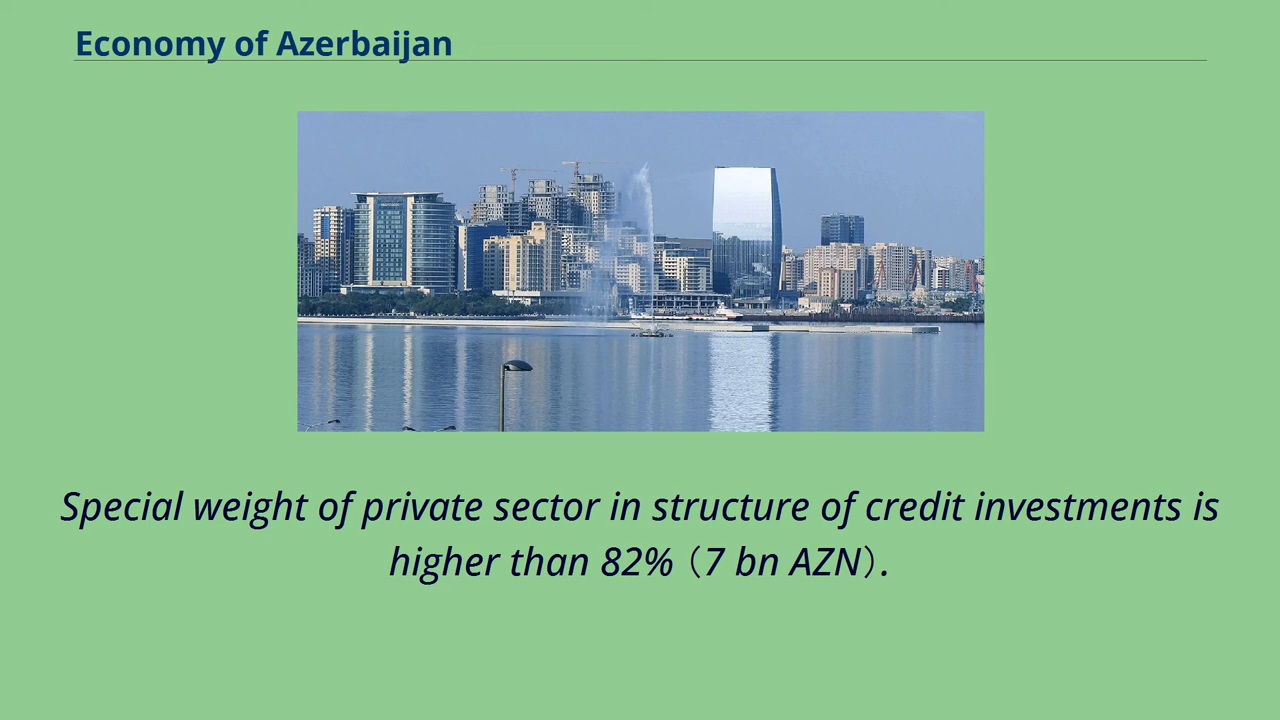 Economy of Azerbaijan
Special weight of private sector in structure of credit investments is
higher than 82% (7 bn AZN).